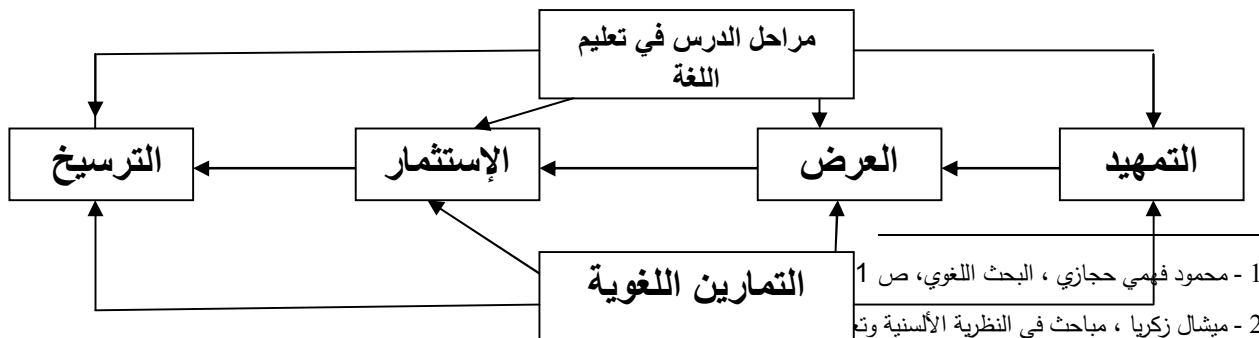 مراحل الدرس في تعليم
اللغة
التمهيد
العرض
الإستثمار
الترسيخ
التمارين اللغوية
1 - محمود فهمي حجازي ، البحث اللغوي، ص 1
2 - ميشال زكريا ، مباحث في النظرية الألسنية